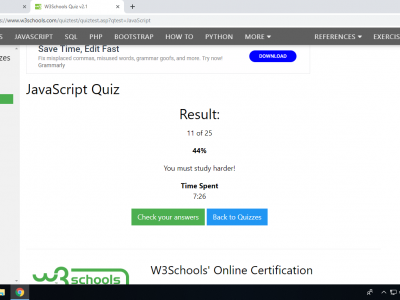 W3Schools Quiz v2.1
www.w3schools.com/quiztest/quiztest.asp?qtest=JavaScript
JAVASCRIPT SQL PHP BOOTSTRAP HOW TO PYTHON MORE REFERENCES EXERCIS
Save Time, Edit Fast
Fix misplaced commas, misused words, grammar goofs, and more. Try now!
Grammarly
DOWNLOAD
zzes
JavaScript Quiz
Result:
11 of 25
44%
You must study harder!
Time Spent
7:26
Check your answers Back to Quizzes
w3schools
W3Schools' Online Certification